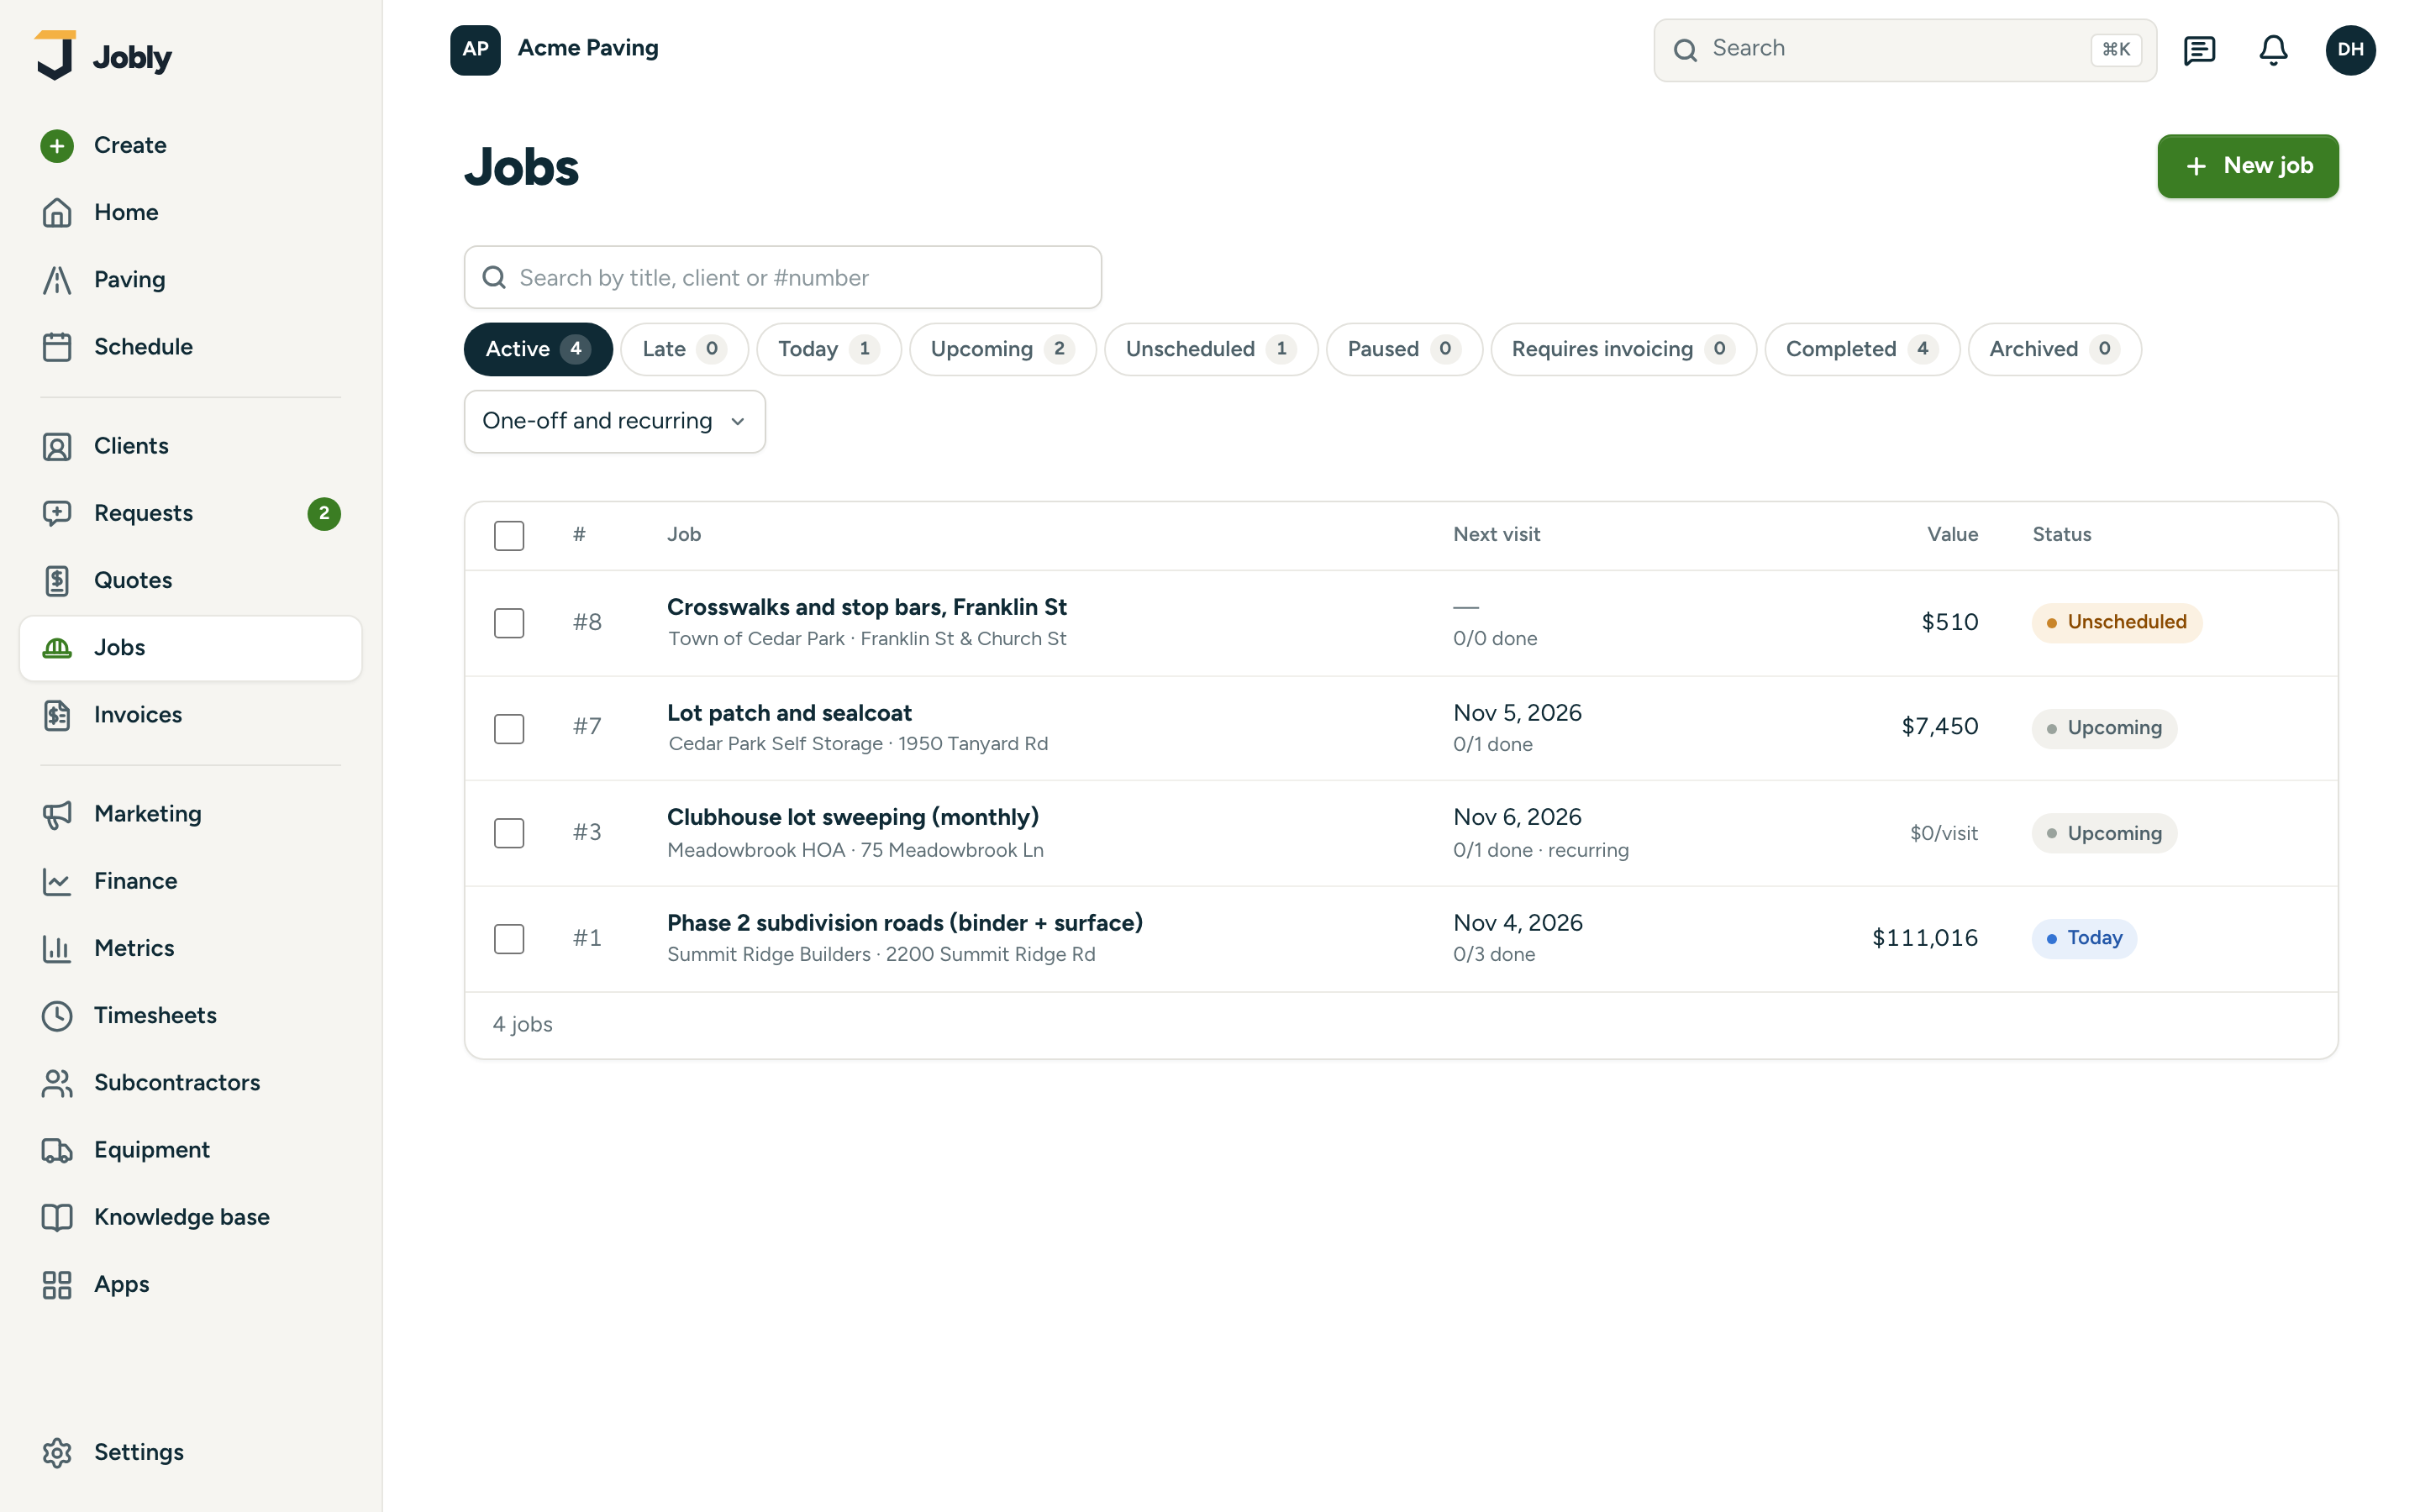 Jobly
AP Acme Paving
Search ⌘K
DH
Create
Home
Paving
Schedule
Clients
Requests 2
Quotes
Jobs
Invoices
Marketing
Finance
Metrics
Timesheets
Subcontractors
Equipment
Knowledge base
Apps
Settings
Jobs
+ New job
Search by title, client or #number
Active 4 Late 0 Today 1 Upcoming 2 Unscheduled 1 Paused 0 Requires invoicing 0 Completed 4 Archived 0
One-off and recurring
# Job Next visit Value Status
#8 Crosswalks and stop bars, Franklin St — $510 Unscheduled
Town of Cedar Park · Franklin St & Church St 0/0 done
#7 Lot patch and sealcoat Nov 5, 2026 $7,450 Upcoming
Cedar Park Self Storage · 1950 Tanyard Rd 0/1 done
#3 Clubhouse lot sweeping (monthly) Nov 6, 2026 $0/visit Upcoming
Meadowbrook HOA · 75 Meadowbrook Ln 0/1 done · recurring
#1 Phase 2 subdivision roads (binder + surface) Nov 4, 2026 $111,016 Today
Summit Ridge Builders · 2200 Summit Ridge Rd 0/3 done
4 jobs